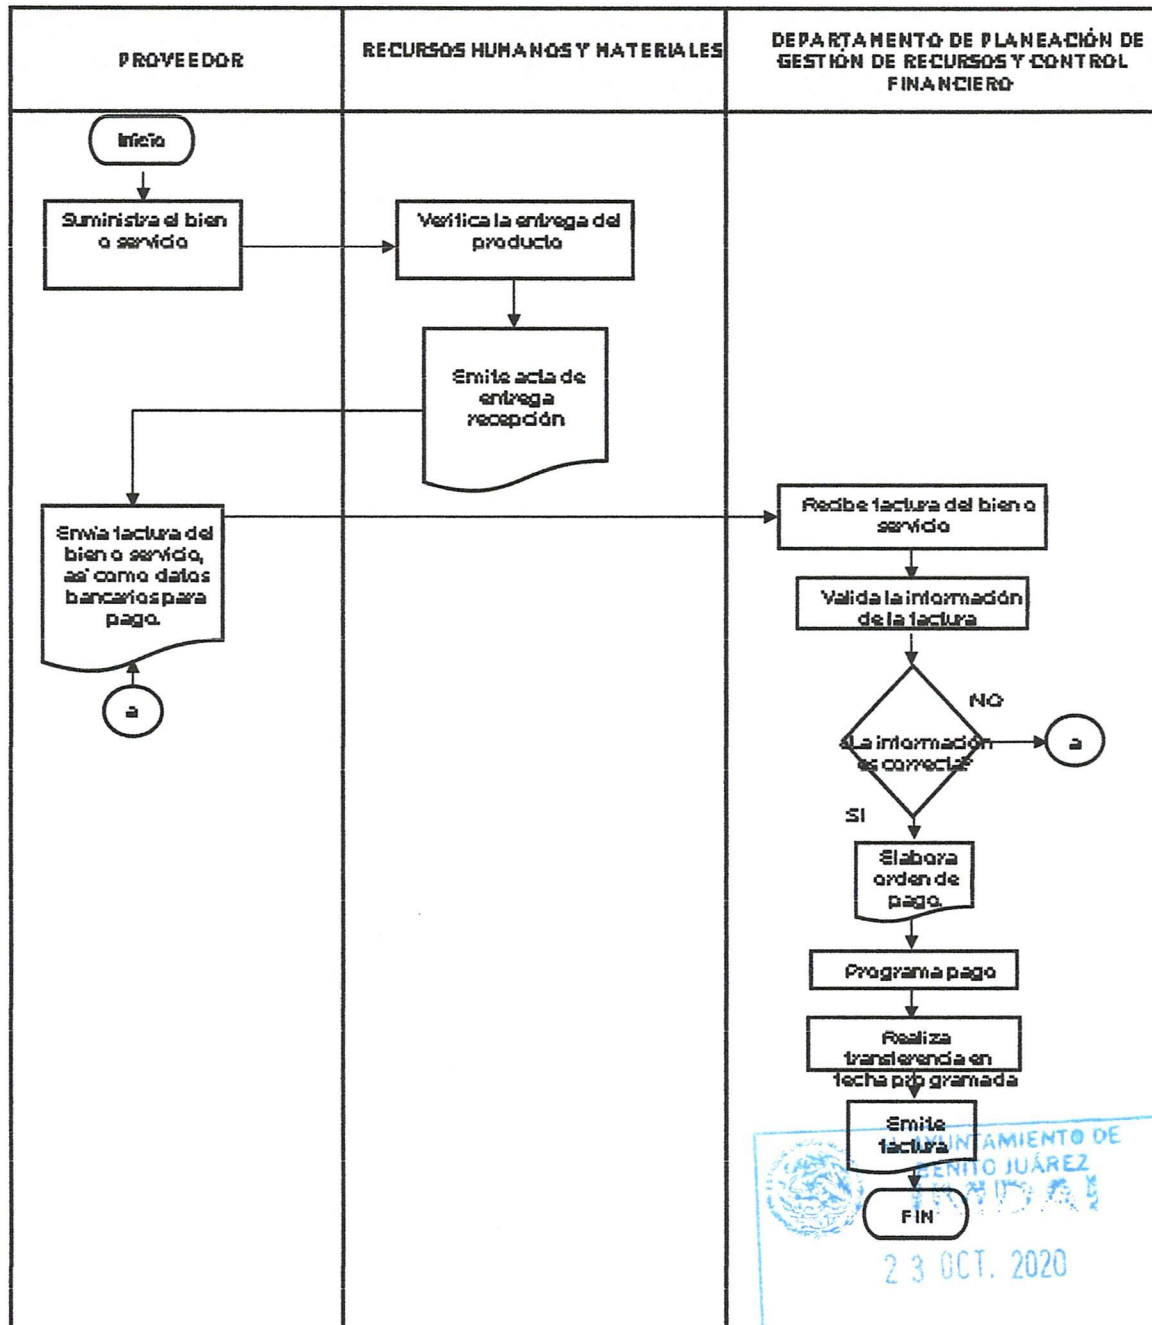 PROVEEDOR
RECURSOS HUMANOS Y MATERIALES
DEPARTAMENTO DE PLANEACIÓN DE
GESTIÓN DE RECURSOS Y CONTROL
FINANCIERO
Inicio
Suministra el bien
o servicio
Verifica la entrega del
producto
Emite acta de
entrega
recepción
Envía factura del
bien o servicio,
así como datos
bancarios para
pago.
a
Recibe factura del bien o
servicio
Valida la información
de la factura
¿La información
es correcta?
NO
a
SI
Elabora
orden de
pago.
Programa pago
Realiza
transferencia en
fecha programada
Emite
factura
FIN
AYUNTAMIENTO DE
BENITO JUÁREZ
23 OCT. 2020